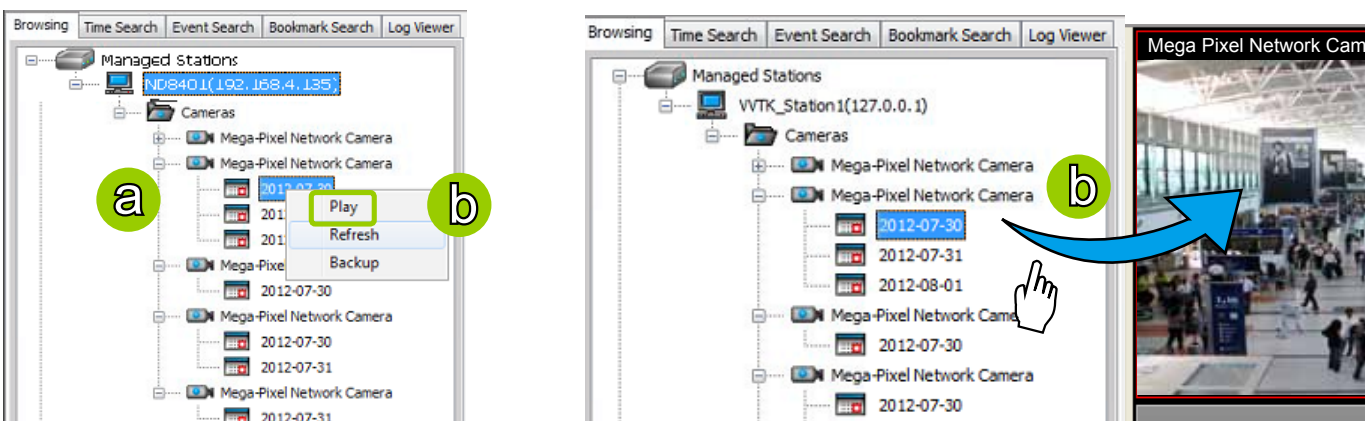 Browsing Time Search Event Search Bookmark Search Log Viewer
Managed Stations
ND8401(192.168.4.135)
Cameras
Mega-Pixel Network Camera
Mega-Pixel Network Camera
a
2012-07-30
Play
b
201
Refresh
201
Mega-Pixe
Backup
2012-07-30
Mega-Pixel Network Camera
2012-07-30
2012-07-31
Mega-Pixel Network Camera
2012-07-31
Browsing Time Search Event Search Bookmark Search Log Viewer
Managed Stations
VVTK_Station1(127.0.0.1)
Cameras
Mega-Pixel Network Camera
Mega-Pixel Network Camera
b
2012-07-30
2012-07-31
2012-08-01
Mega-Pixel Network Came
2012-07-30
Mega-Pixel Network Camera
2012-07-30
Mega Pixel Network Cam